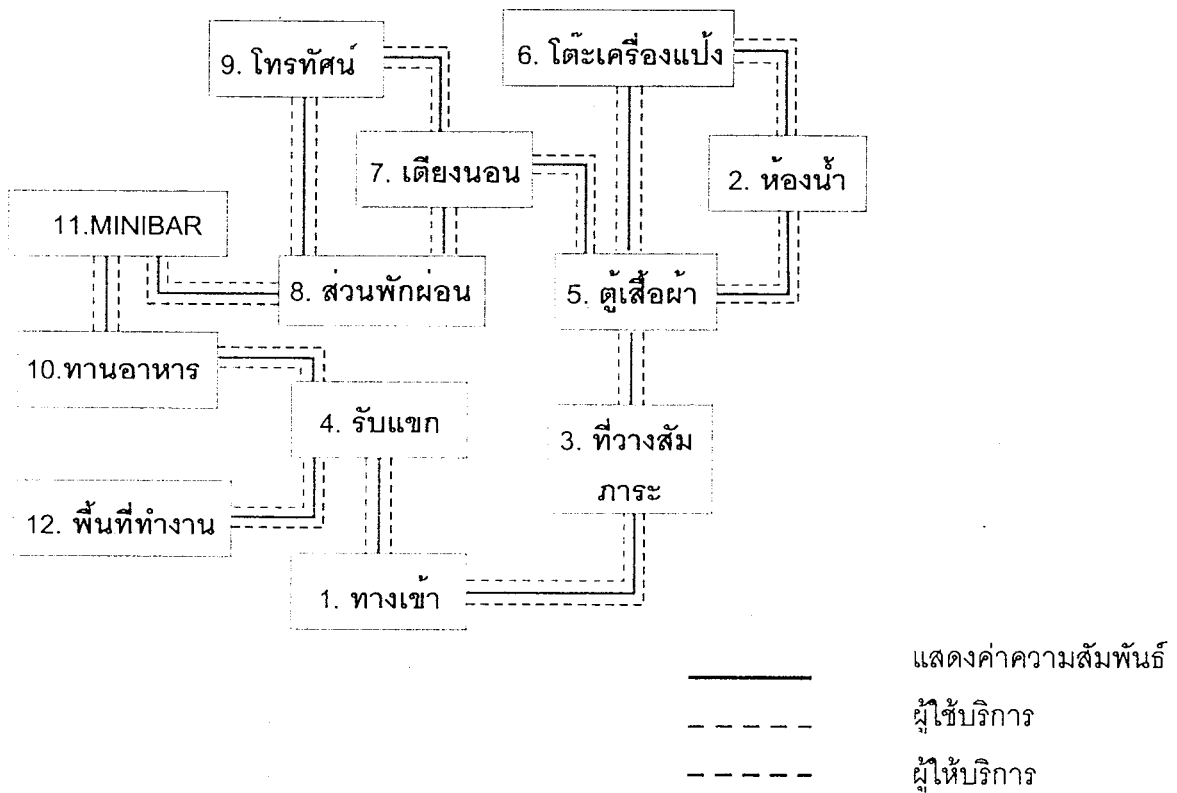 9. โทรทัศน์
6. โต๊ะเครื่องแป้ง
7. เตียงนอน
2. ห้องน้ำ
11.MINIBAR
8. ส่วนพักผ่อน
5. ตู้เสื้อผ้า
10.ทานอาหาร
4. รับแขก
3. ที่วางสัม
ภาระ
12. พื้นที่ทำงาน
1. ทางเข้า
แสดงค่าความสัมพันธ์
ผู้ใช้บริการ
ผู้ให้บริการ